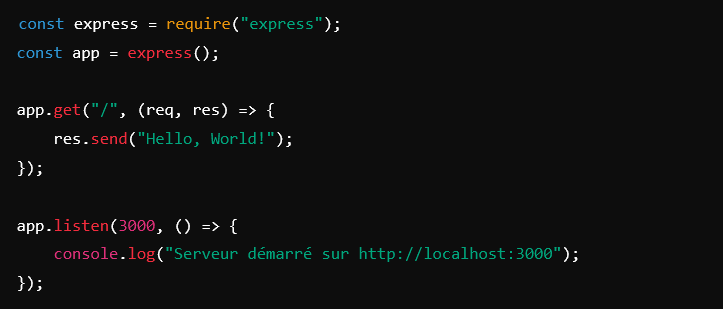 const express = require("express");
const app = express();

app.get("/", (req, res) => {
    res.send("Hello, World!");
});

app.listen(3000, () => {
    console.log("Serveur démarré sur http://localhost:3000");
});